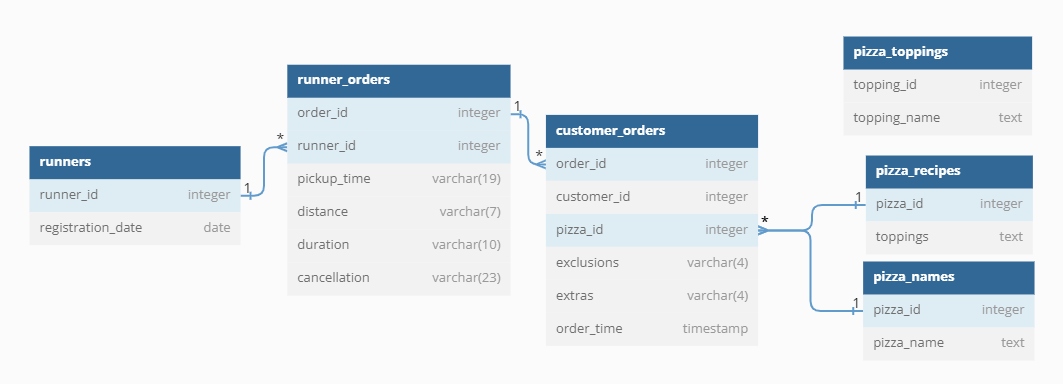 runners
runner_id integer
registration_date date
1
*
runner_orders
order_id integer
runner_id integer
pickup_time varchar(19)
distance varchar(7)
duration varchar(10)
cancellation varchar(23)
1
*
customer_orders
order_id integer
customer_id integer
pizza_id integer
exclusions varchar(4)
extras varchar(4)
order_time timestamp
*
1
1
pizza_toppings
topping_id integer
topping_name text
pizza_recipes
pizza_id integer
toppings text
pizza_names
pizza_id integer
pizza_name text